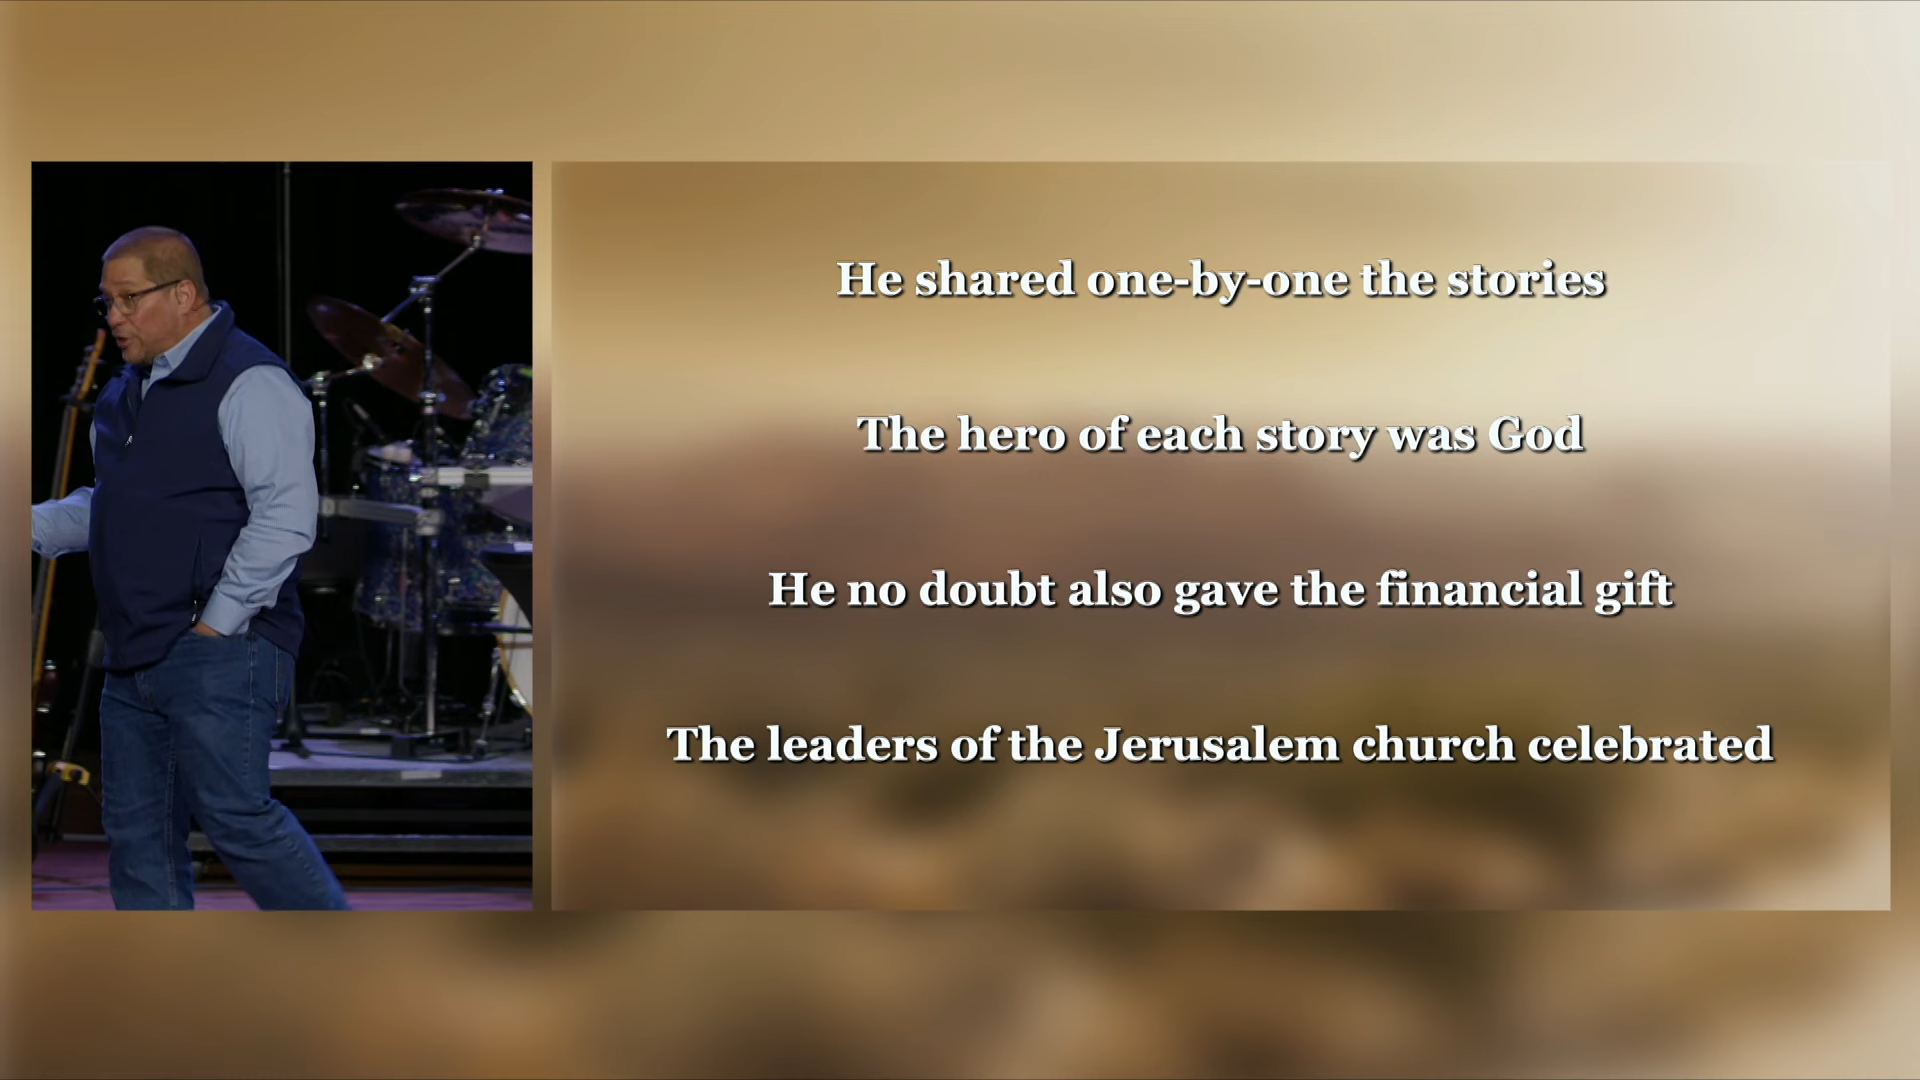 He shared one-by-one the stories
The hero of each story was God
He no doubt also gave the financial gift
The leaders of the Jerusalem church celebrated